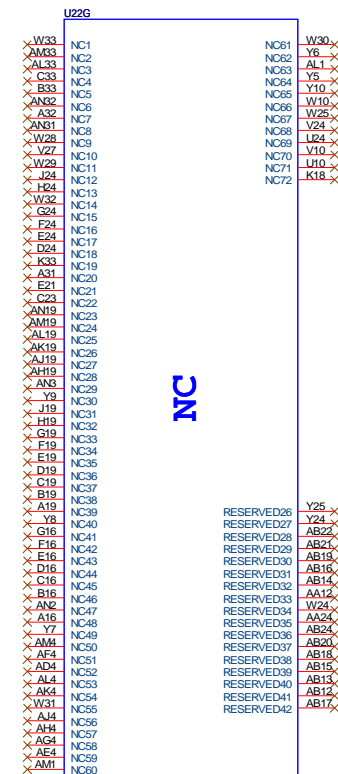 U22G
W33 NC1 NC61 W30
AM33 NC2 NC62 Y6
AL33 NC3 NC63 AL1
C33 NC4 NC64 Y5
B33 NC5 NC65 Y10
AN32 NC6 NC66 W10
A32 NC7 NC67 W25
AN31 NC8 NC68 V24
W28 NC9 NC69 U24
V27 NC10 NC70 V10
W29 NC11 NC71 U10
J24 NC12 NC72 K18
H24 NC13
W32 NC14
G24 NC15
F24 NC16
E24 NC17
D24 NC18
K33 NC19
A31 NC20
E21 NC21
C23 NC22
AN19 NC23
AM19 NC24
AL19 NC25
AK19 NC26
AJ19 NC27
AH19 NC28
AN3 NC29
Y9 NC30
J19 NC31
H19 NC32
G19 NC33
F19 NC34
E19 NC35
D19 NC36
C19 NC37
B19 NC38
A19 NC39 RESERVED26 Y25
Y8 NC40 RESERVED27 Y24
G16 NC41 RESERVED28 AB22
F16 NC42 RESERVED29 AB21
E16 NC43 RESERVED30 AB19
D16 NC44 RESERVED31 AB16
C16 NC45 RESERVED32 AB14
B16 NC46 RESERVED33 AA12
AN2 NC47 RESERVED34 W24
A16 NC48 RESERVED35 AA24
Y7 NC49 RESERVED36 AB24
AM4 NC50 RESERVED37 AB20
AF4 NC51 RESERVED38 AB18
AD4 NC52 RESERVED39 AB15
AL4 NC53 RESERVED40 AB13
AK4 NC54 RESERVED41 AB12
W31 NC55 RESERVED42 AB17
AJ4 NC56
AH4 NC57
AG4 NC58
AE4 NC59
AM1 NC60
NC